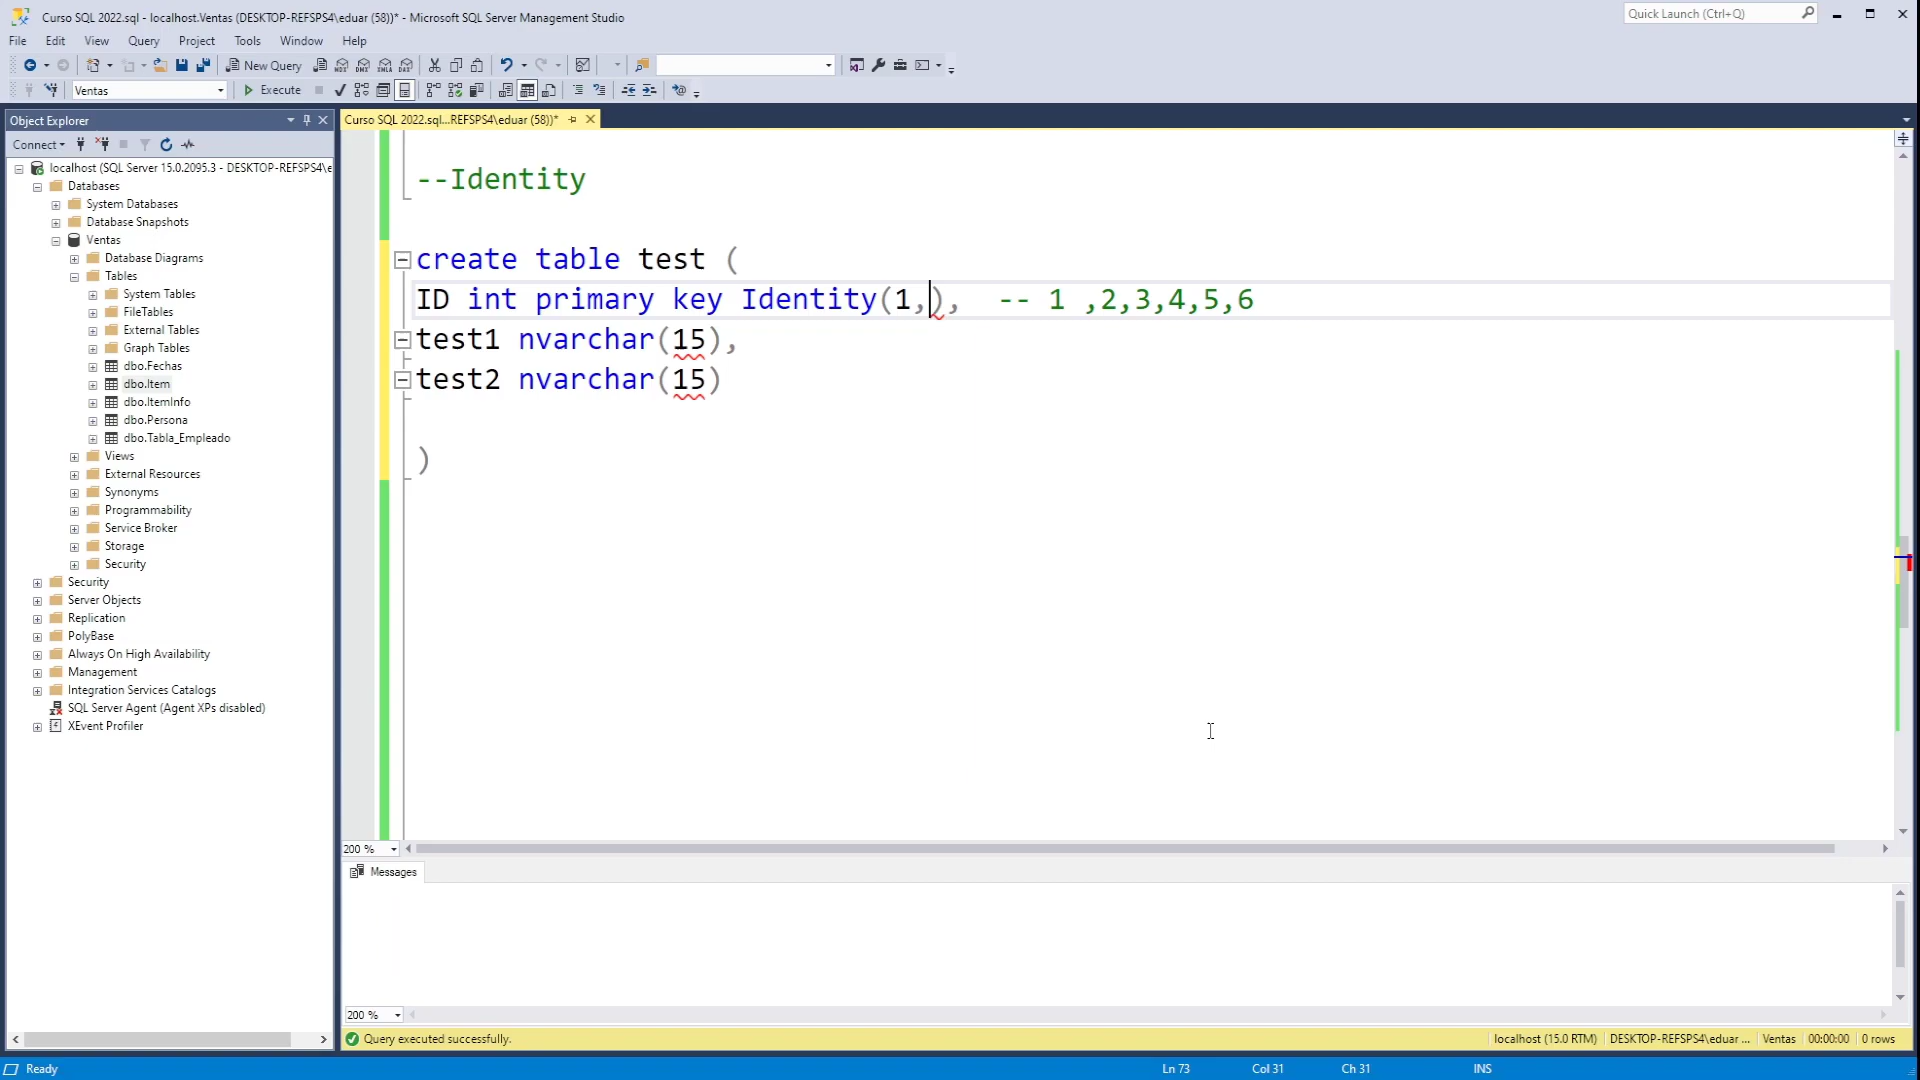 Curso SQL 2022.sql - localhost.Ventas (DESKTOP-REFSPS4\eduar (58))* - Microsoft SQL Server Management Studio
Quick Launch (Ctrl+Q)
File Edit View Query Project Tools Window Help
New Query
Ventas
Execute
Object Explorer
Curso SQL 2022.sql...REFSPS4\eduar (58))*
Connect
localhost (SQL Server 15.0.2095.3 - DESKTOP-REFSPS4\e
Databases
System Databases
Database Snapshots
Ventas
Database Diagrams
Tables
System Tables
FileTables
External Tables
Graph Tables
dbo.Fechas
dbo.Item
dbo.ItemInfo
dbo.Persona
dbo.Tabla_Empleado
Views
External Resources
Synonyms
Programmability
Service Broker
Storage
Security
Security
Server Objects
Replication
PolyBase
Always On High Availability
Management
Integration Services Catalogs
SQL Server Agent (Agent XPs disabled)
XEvent Profiler
--Identity
create table test (
ID int primary key Identity(1,),  -- 1 ,2,3,4,5,6
test1 nvarchar(15),
test2 nvarchar(15)
)
200 %
Messages
200 %
Query executed successfully.
localhost (15.0 RTM) DESKTOP-REFSPS4\eduar ... Ventas 00:00:00 0 rows
Ready
Ln 73 Col 31 Ch 31 INS